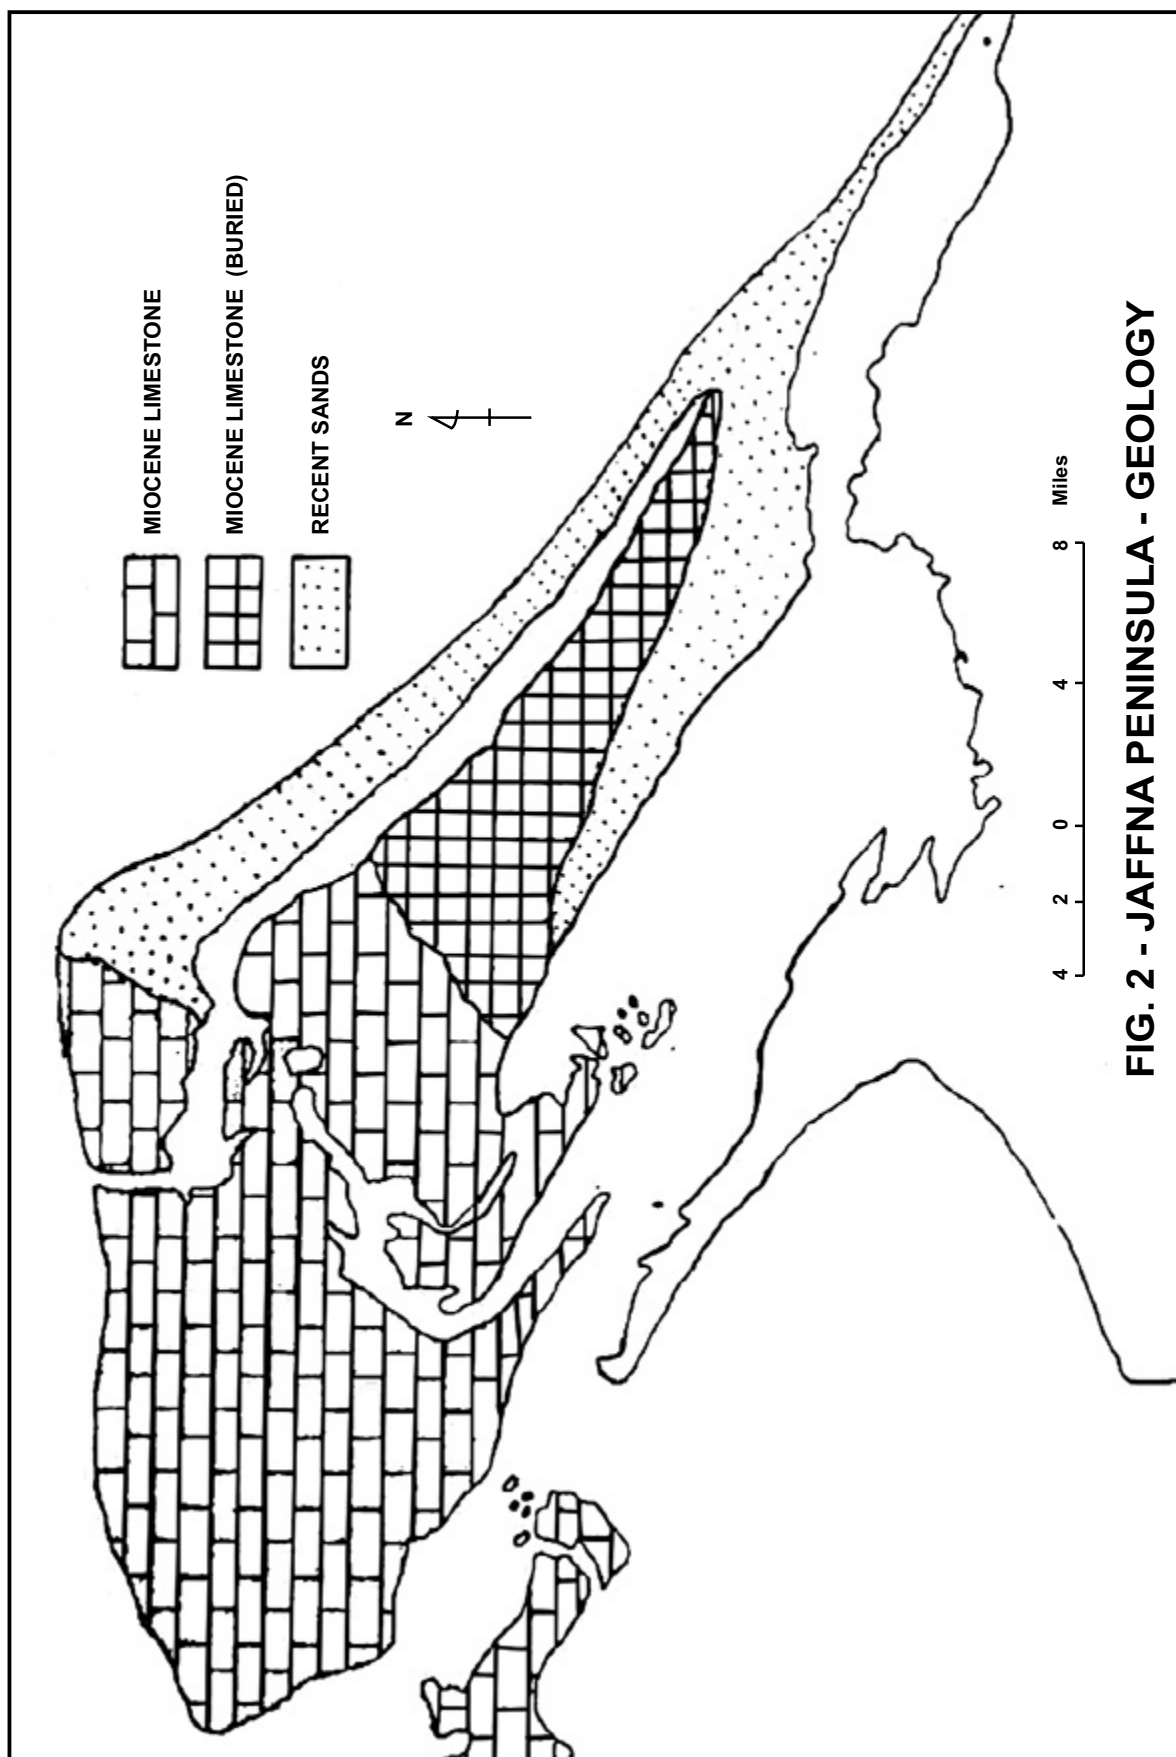 MIOCENE LIMESTONE
MIOCENE LIMESTONE (BURIED)
RECENT SANDS
N
4 2 0 4 8 Miles
FIG. 2 - JAFFNA PENINSULA - GEOLOGY